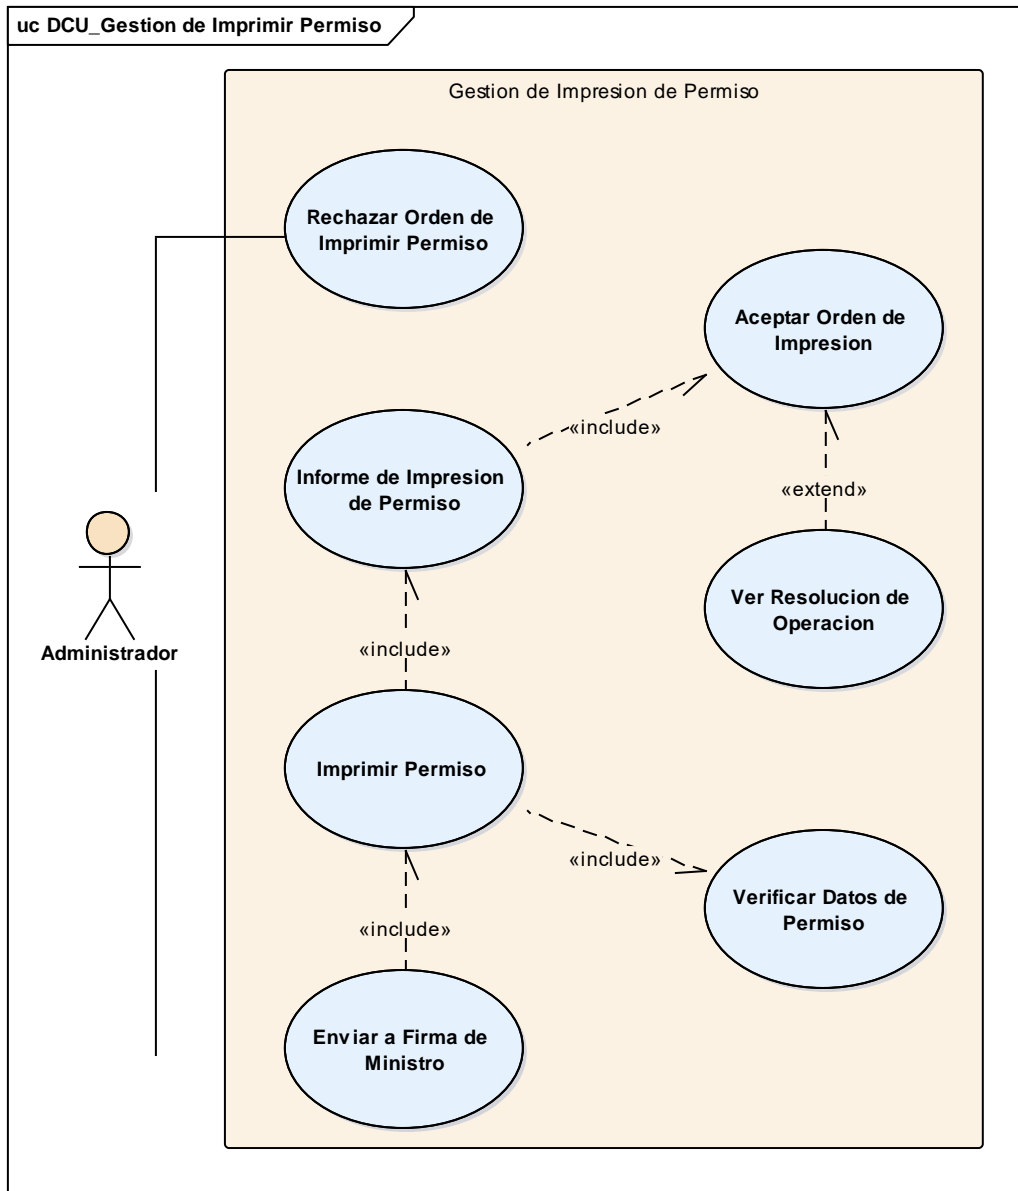 uc DCU_Gestion de Imprimir Permiso
Gestion de Impresion de Permiso
Rechazar Orden de
Imprimir Permiso
Aceptar Orden de
Impresion
«include»
Informe de Impresion
de Permiso
«extend»
Ver Resolucion de
Operacion
Administrador
«include»
Imprimir Permiso
«include»
Verificar Datos de
Permiso
«include»
Enviar a Firma de
Ministro